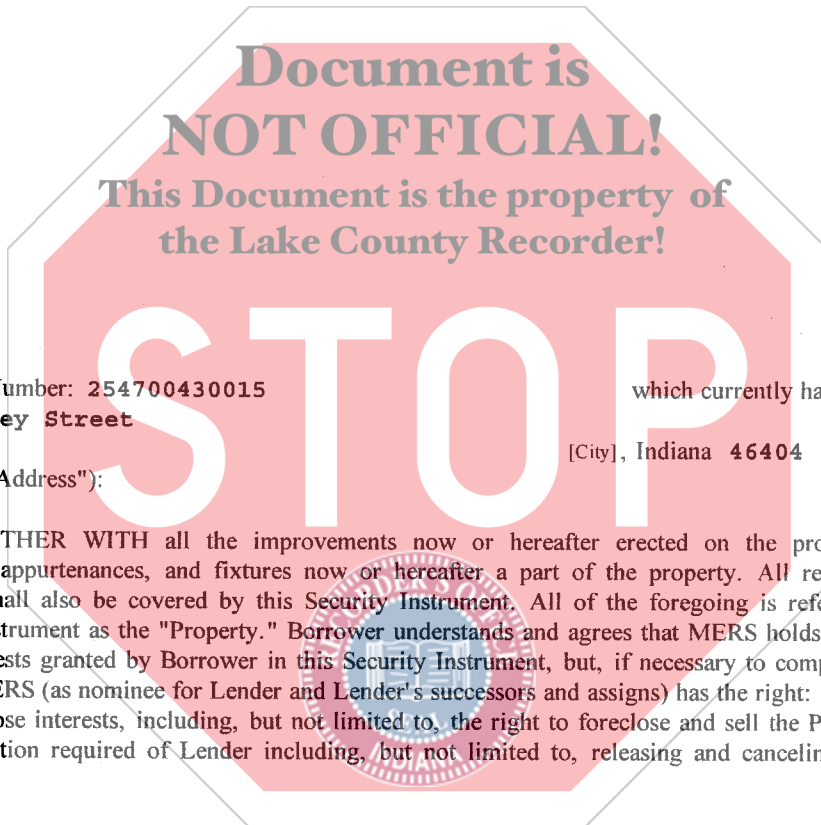 Document is
NOT OFFICIAL!
This Document is the property of
the Lake County Recorder!
STOP
umber: 254700430015 which currently ha
ey Street
[City], Indiana 46404
Address"):
THER WITH all the improvements now or hereafter erected on the pro
appurtenances, and fixtures now or hereafter a part of the property. All re
all also be covered by this Security Instrument. All of the foregoing is refe
trument as the "Property." Borrower understands and agrees that MERS holds
ests granted by Borrower in this Security Instrument, but, if necessary to comp
ERS (as nominee for Lender and Lender's successors and assigns) has the right:
ose interests, including, but not limited to, the right to foreclose and sell the P
tion required of Lender including, but not limited to, releasing and cancelin
SEAL
INDIANA